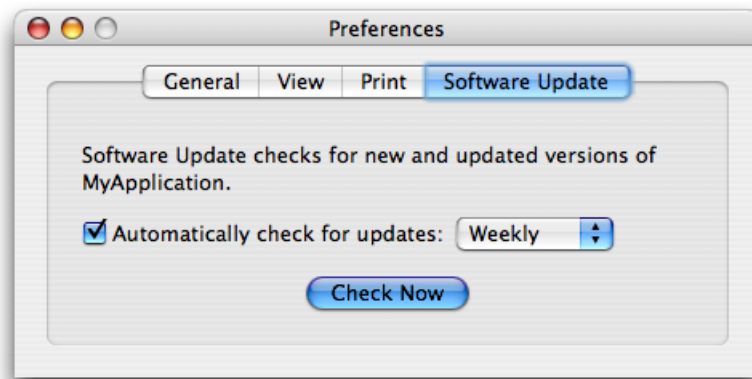 Preferences
General View Print Software Update
Software Update checks for new and updated versions of
MyApplication.
Automatically check for updates: Weekly
Check Now